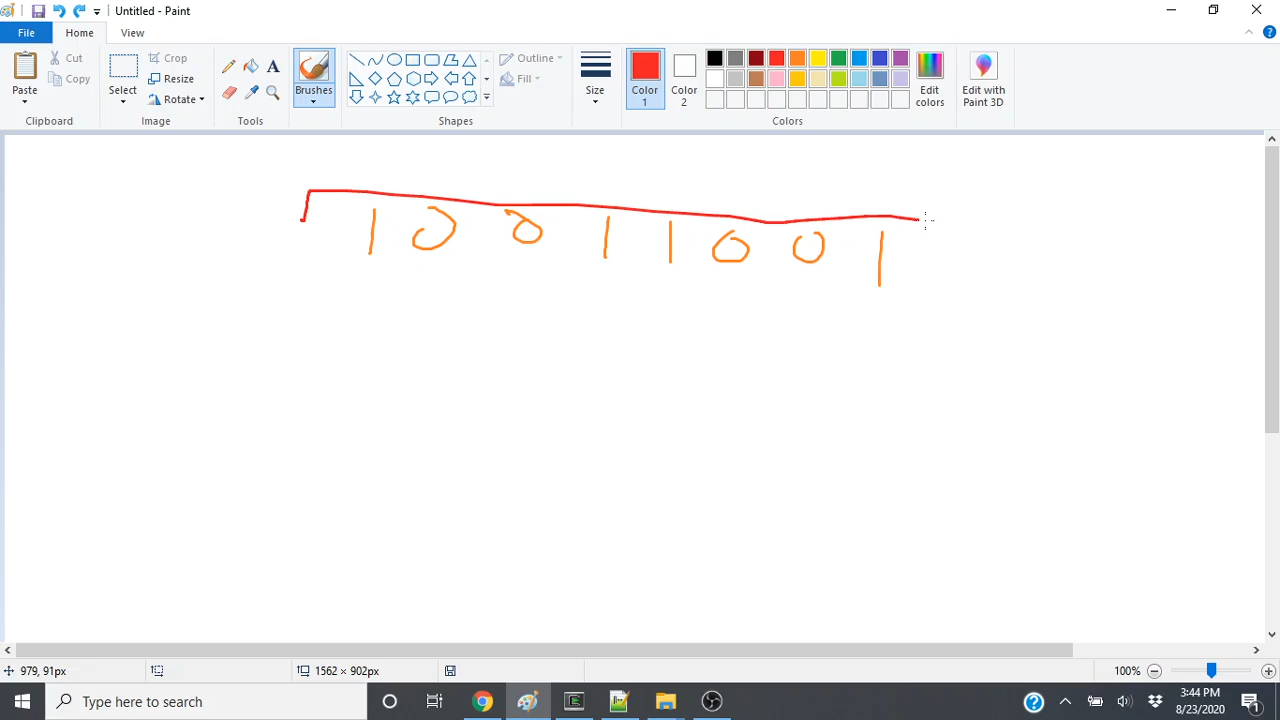 Untitled - Paint
File Home View
Cut
Copy
Paste
Clipboard
Crop
Resize
Rotate
Select
Image
A
Tools
Brushes
Outline
Fill
Shapes
Size
Color 1
Color 2
Edit colors
Colors
Edit with Paint 3D
1 0 0 1 1 0 0 1
979, 91px
1562 × 902px
100%
Type here to search
3:44 PM
8/23/2020
1